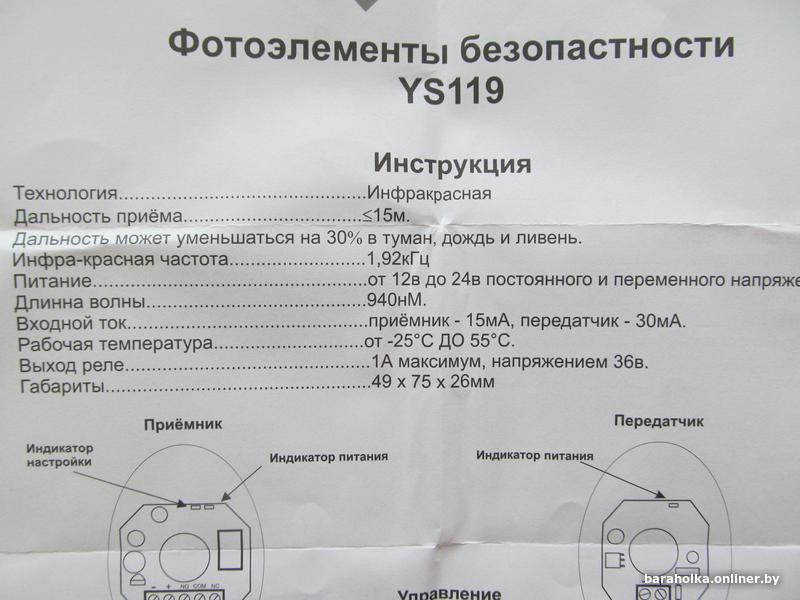 Фотоэлементы безопастности
YS119
Инструкция
Технология...............................................Инфракрасная
Дальность приёма..................................≤15м.
Дальность может уменьшаться на 30% в туман, дождь и ливень.
Инфра-красная частота..........................1,92кГц
Питание....................................................от 12в до 24в постоянного и переменного напряже
Длинна волны..........................................940нМ.
Входной ток..............................................приёмник - 15мА, передатчик - 30мА.
Рабочая температура.............................от -25°С ДО 55°С.
Выход реле...............................................1А максимум, напряжением 36в.
Габариты..................................................49 х 75 х 26мм
Приёмник
Передатчик
Индикатор
настройки
Индикатор питания
Индикатор питания
- + NO COM NC
Управление
baraholka.onliner.by